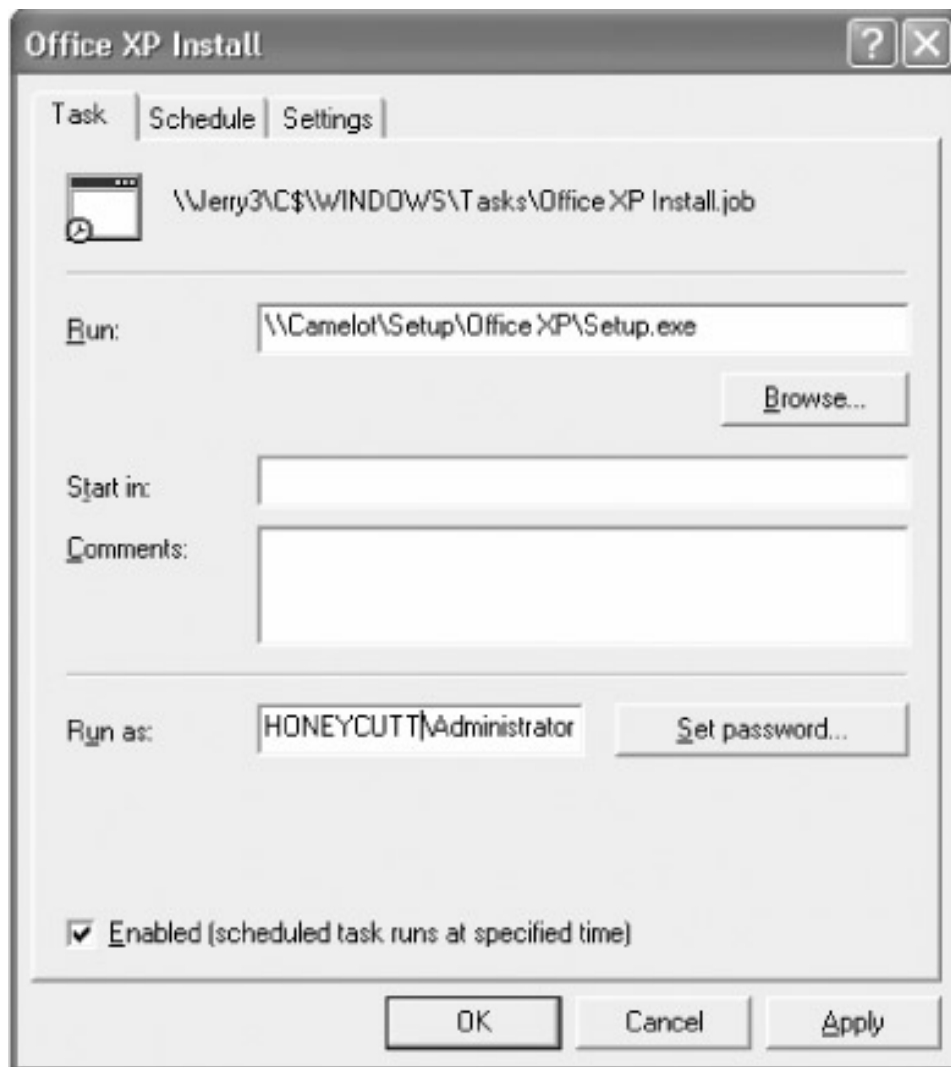 Office XP Install
Task Schedule Settings
\\Jerry3\C$\WINDOWS\Tasks\Office XP Install.job
Run: \\Camelot\Setup\Office XP\Setup.exe
Browse...
Start in:
Comments:
Run as: HONEYCUTT\Administrator Set password...
Enabled (scheduled task runs at specified time)
OK Cancel Apply